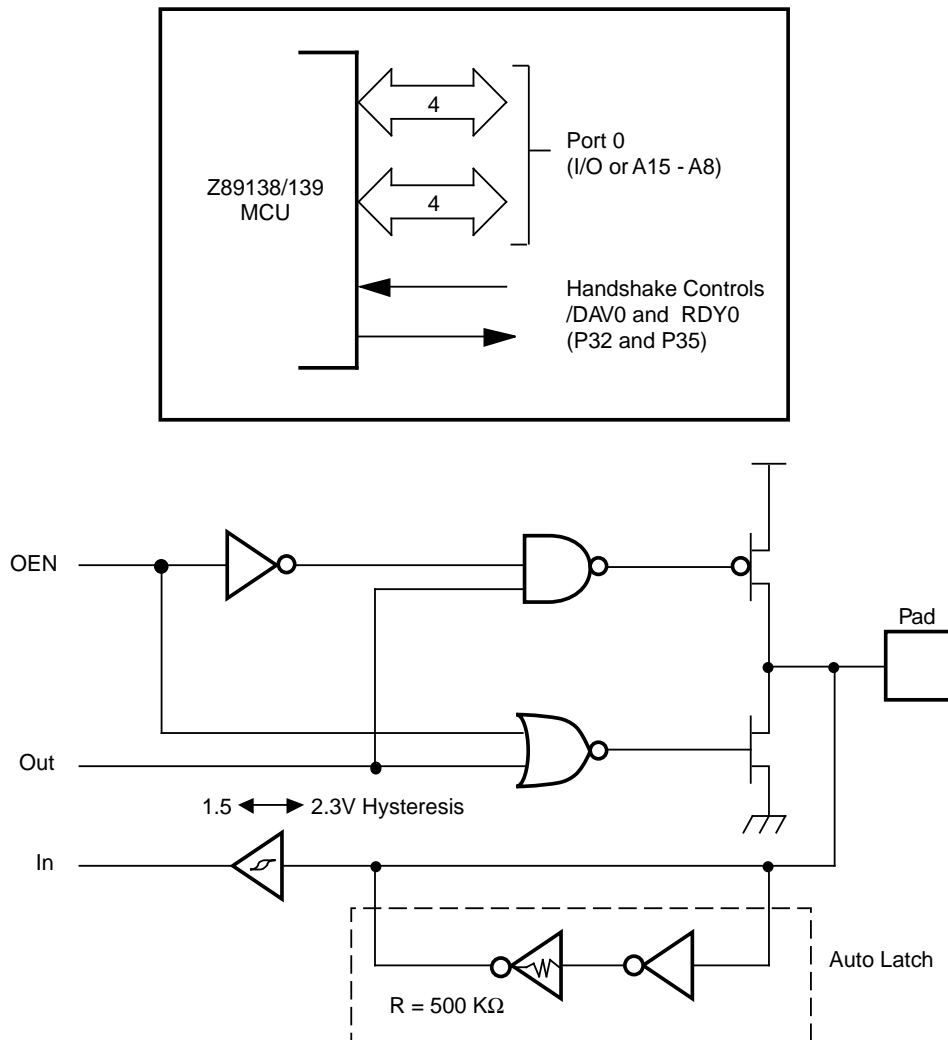 Z89138/139
MCU
4
4
Port 0
(I/O or A15 - A8)
Handshake Controls
/DAV0 and RDY0
(P32 and P35)
OEN
Pad
Out
1.5 2.3V Hysteresis
In
Auto Latch
R = 500 KΩ